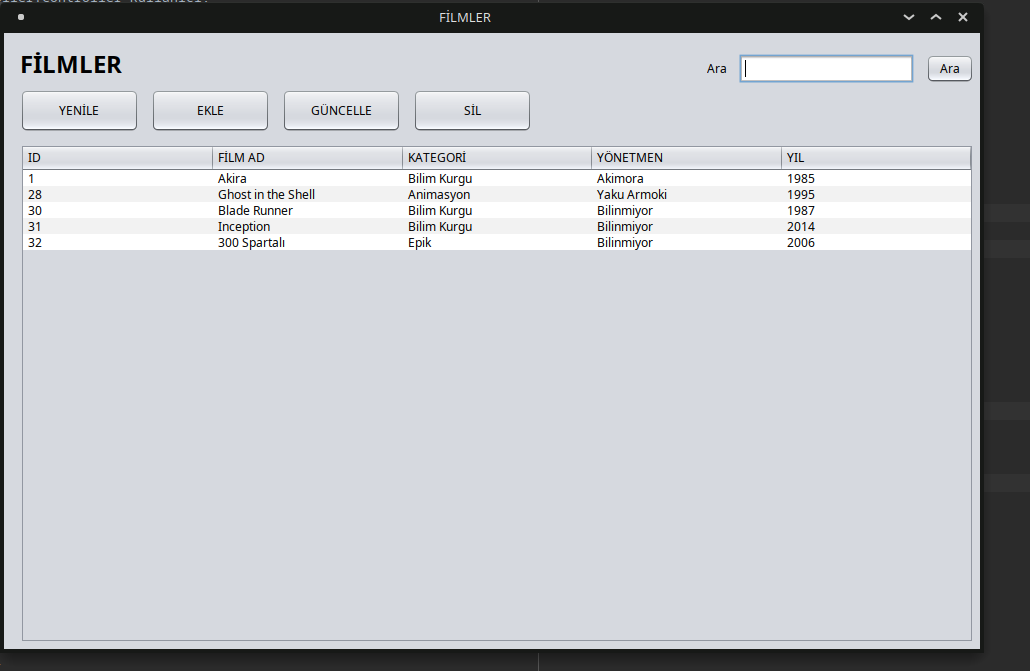 FİLMLER
FİLMLER
Ara
Ara
YENİLE EKLE GÜNCELLE SİL
ID FİLM AD KATEGORİ YÖNETMEN YIL
1 Akira Bilim Kurgu Akimora 1985
28 Ghost in the Shell Animasyon Yaku Armoki 1995
30 Blade Runner Bilim Kurgu Bilinmiyor 1987
31 Inception Bilim Kurgu Bilinmiyor 2014
32 300 Spartalı Epik Bilinmiyor 2006